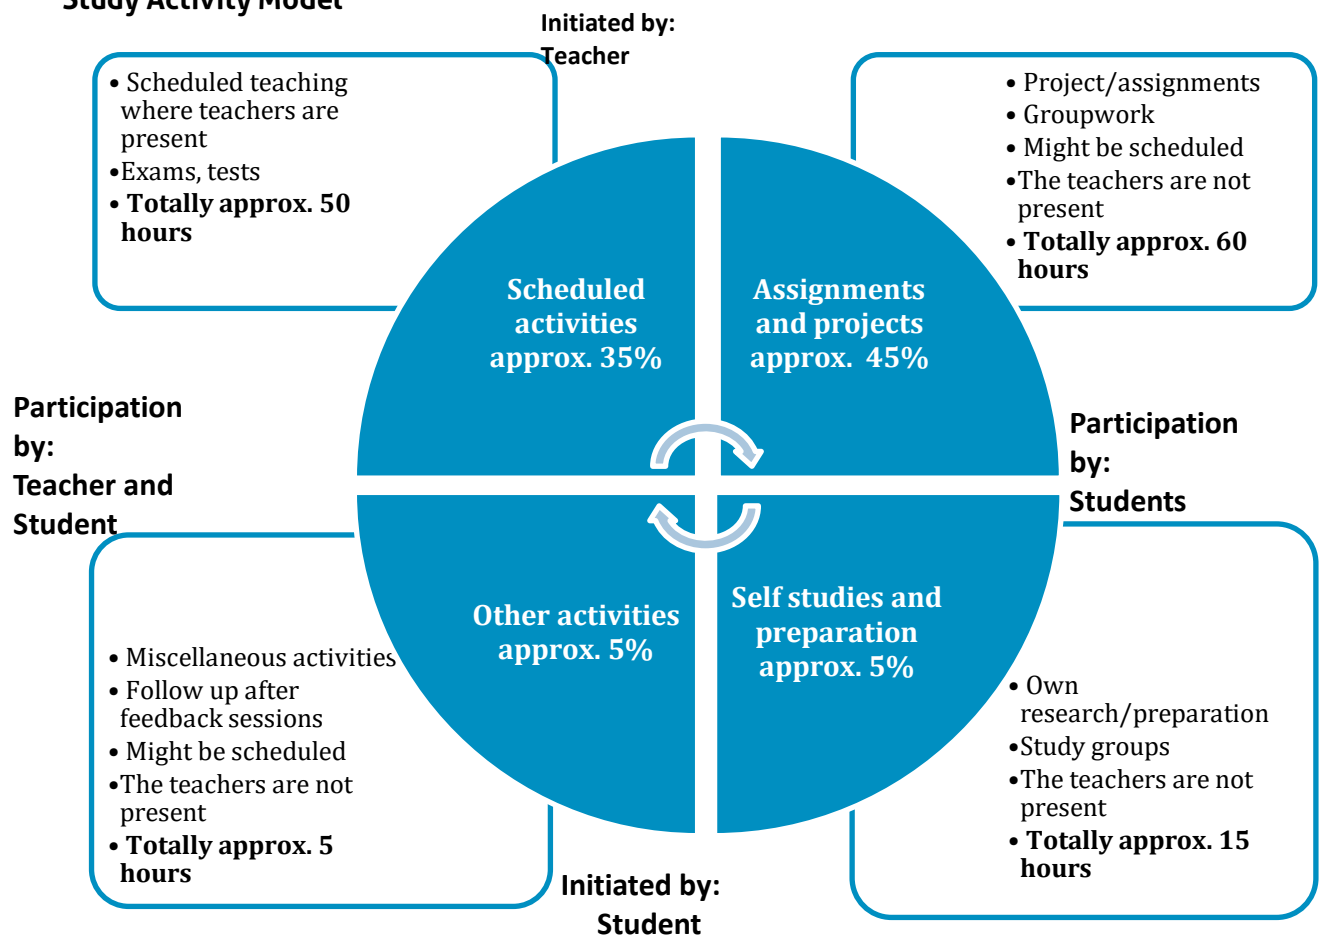 Study Activity Model
Initiated by:
Teacher
• Scheduled teaching
where teachers are
present
•Exams, tests
• Totally approx. 50
hours
• Project/assignments
• Groupwork
• Might be scheduled
•The teachers are not
present
• Totally approx. 60
hours
Scheduled
activities
approx. 35%
Assignments
and projects
approx. 45%
Participation
by:
Teacher and
Student
Participation
by:
Students
Other activities
approx. 5%
Self studies and
preparation
approx. 5%
• Miscellaneous activities
• Follow up after
feedback sessions
• Might be scheduled
•The teachers are not
present
• Totally approx. 5
hours
• Own
research/preparation
•Study groups
•The teachers are not
present
• Totally approx. 15
hours
Initiated by:
Student